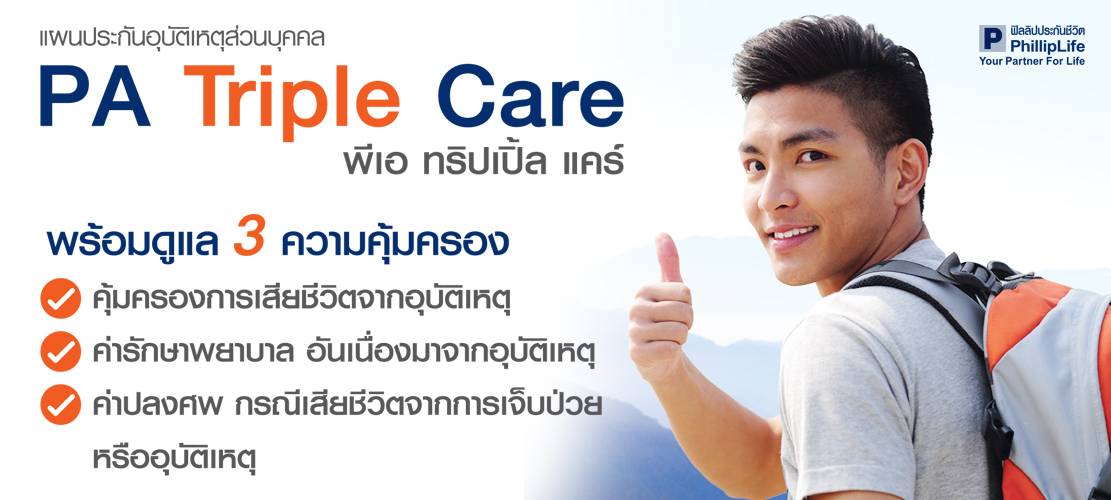 แผนประกันอุบัติเหตุส่วนบุคคล
PA Triple Care
พีเอ ทริปเปิ้ล แคร์
พร้อมดูแล 3 ความคุ้มครอง
คุ้มครองการเสียชีวิตจากอุบัติเหตุ
ค่ารักษาพยาบาล อันเนื่องมาจากอุบัติเหตุ
ค่าปลงศพ กรณีเสียชีวิตจากการเจ็บป่วย
หรืออุบัติเหตุ
P
ฟิลลิปประกันชีวิต
PhillipLife
Your Partner For Life